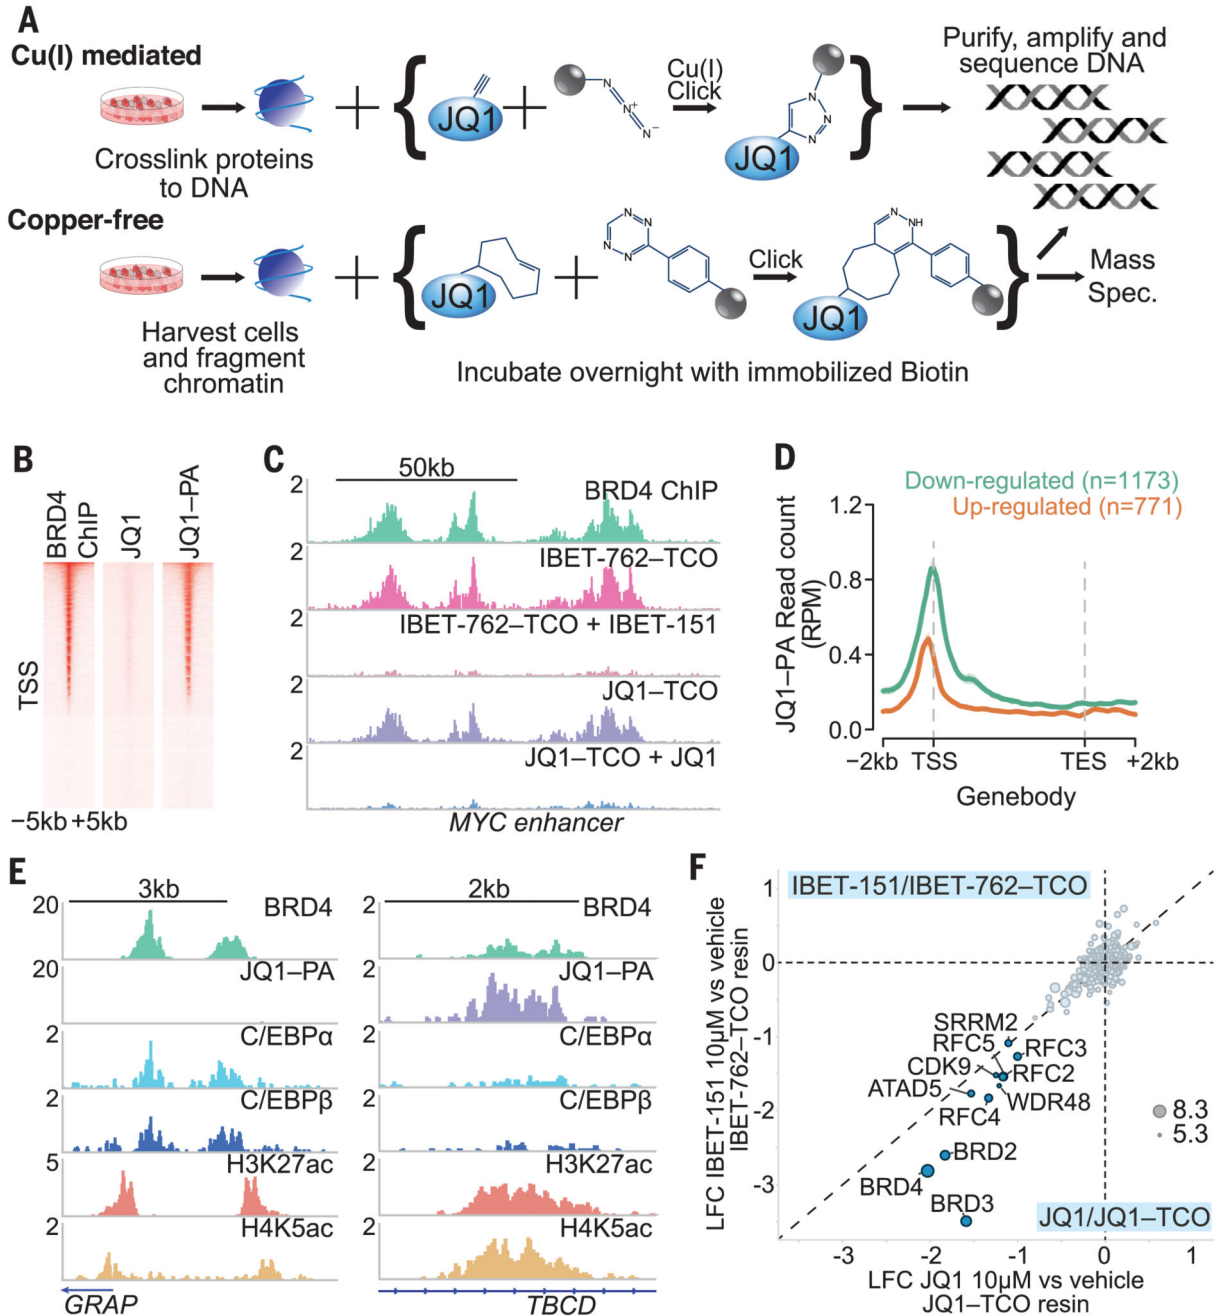 A
Cu(I) mediated
JQ1
N
N
+
N
−
Cu(I)
Click
N
N
N
JQ1
Purify, amplify and
sequence DNA
Crosslink proteins
to DNA
Copper-free
JQ1
N
N
N
N
Click
N
NH
JQ1
Mass
Spec.
Harvest cells
and fragment
chromatin
Incubate overnight with immobilized Biotin
B
BRD4
ChIP
JQ1
JQ1–PA
TSS
−5kb +5kb
C
50kb
2
BRD4 ChIP
2
IBET-762–TCO
2
IBET-762–TCO + IBET-151
2
JQ1–TCO
2
JQ1–TCO + JQ1
MYC enhancer
D
Down-regulated (n=1173)
Up-regulated (n=771)
JQ1–PA Read count
(RPM)
1.2
0.8
0.4
0.0
−2kb TSS TES +2kb
Genebody
E
3kb
20
BRD4
20
JQ1–PA
2
C/EBPα
2
C/EBPβ
5
H3K27ac
2
H4K5ac
GRAP
2kb
2
BRD4
2
JQ1–PA
2
C/EBPα
2
C/EBPβ
2
H3K27ac
2
H4K5ac
TBCD
F
IBET-151/IBET-762–TCO
LFC IBET-151 10µM vs vehicle
IBET-762–TCO resin
1
0
-1
-2
-3
SRRM2
RFC5
RFC3
CDK9
RFC2
ATAD5
WDR48
RFC4
8.3
5.3
BRD2
BRD4
BRD3
JQ1/JQ1–TCO
-3 -2 -1 0 1
LFC JQ1 10µM vs vehicle
JQ1–TCO resin